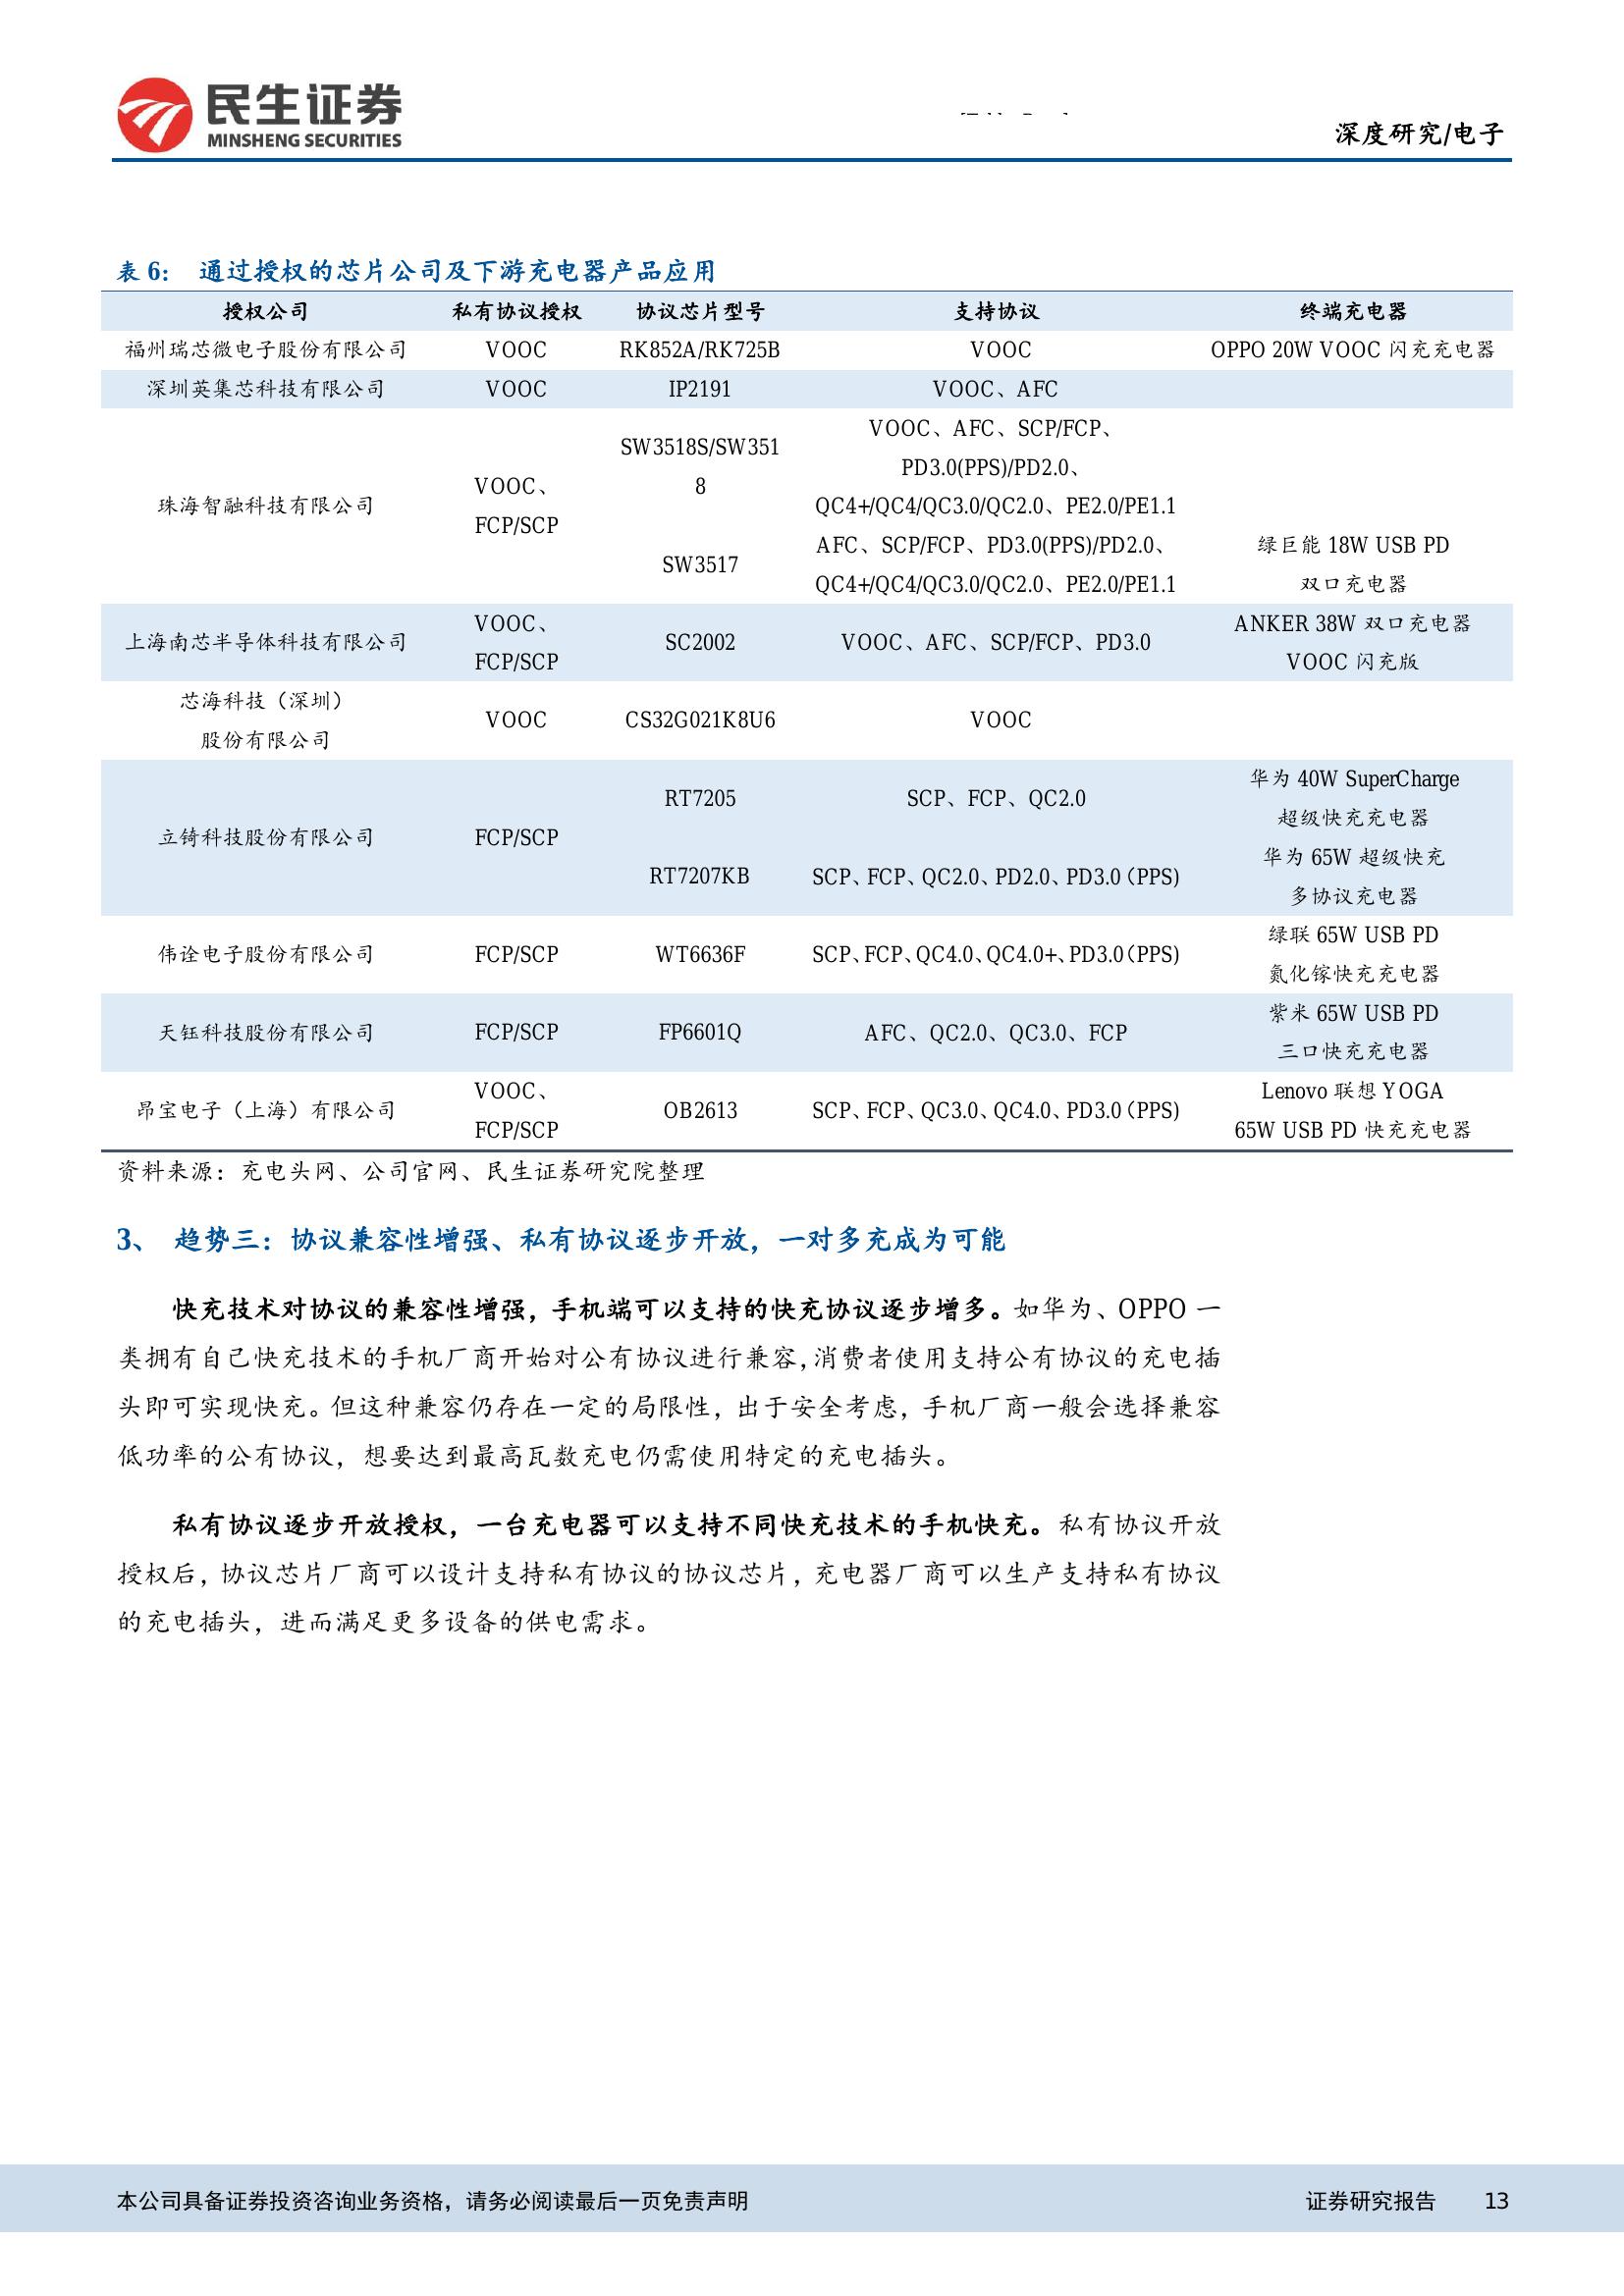 民生证券
MINSHENG SECURITIES
深度研究/电子
表 6： 通过授权的芯片公司及下游充电器产品应用
授权公司 私有协议授权 协议芯片型号 支持协议 终端充电器
福州瑞芯微电子股份有限公司 VOOC RK852A/RK725B VOOC OPPO 20W VOOC 闪充充电器
深圳英集芯科技有限公司 VOOC IP2191 VOOC、AFC
珠海智融科技有限公司
VOOC、
FCP/SCP
SW3518S/SW351
8
VOOC、AFC、SCP/FCP、
PD3.0(PPS)/PD2.0、
QC4+/QC4/QC3.0/QC2.0、PE2.0/PE1.1
SW3517
AFC、SCP/FCP、PD3.0(PPS)/PD2.0、
QC4+/QC4/QC3.0/QC2.0、PE2.0/PE1.1
绿巨能 18W USB PD
双口充电器
上海南芯半导体科技有限公司
VOOC、
FCP/SCP
SC2002
VOOC、AFC、SCP/FCP、PD3.0
ANKER 38W 双口充电器
VOOC 闪充版
芯海科技（深圳）
股份有限公司
VOOC
CS32G021K8U6
VOOC
立锜科技股份有限公司
FCP/SCP
RT7205
SCP、FCP、QC2.0
华为 40W SuperCharge
超级快充充电器
RT7207KB
SCP、FCP、QC2.0、PD2.0、PD3.0（PPS)
华为 65W 超级快充
多协议充电器
伟诠电子股份有限公司
FCP/SCP
WT6636F
SCP、FCP、QC4.0、QC4.0+、PD3.0（PPS)
绿联 65W USB PD
氮化镓快充充电器
天钰科技股份有限公司
FCP/SCP
FP6601Q
AFC、QC2.0、QC3.0、FCP
紫米 65W USB PD
三口快充充电器
昂宝电子（上海）有限公司
VOOC、
FCP/SCP
OB2613
SCP、FCP、QC3.0、QC4.0、PD3.0（PPS)
Lenovo 联想 YOGA
65W USB PD 快充充电器
资料来源：充电头网、公司官网、民生证券研究院整理
3、 趋势三：协议兼容性增强、私有协议逐步开放，一对多充成为可能
快充技术对协议的兼容性增强，手机端可以支持的快充协议逐步增多。如华为、OPPO 一
类拥有自己快充技术的手机厂商开始对公有协议进行兼容，消费者使用支持公有协议的充电插
头即可实现快充。但这种兼容仍存在一定的局限性，出于安全考虑，手机厂商一般会选择兼容
低功率的公有协议，想要达到最高瓦数充电仍需使用特定的充电插头。
私有协议逐步开放授权，一台充电器可以支持不同快充技术的手机快充。私有协议开放
授权后，协议芯片厂商可以设计支持私有协议的协议芯片，充电器厂商可以生产支持私有协议
的充电插头，进而满足更多设备的供电需求。
本公司具备证券投资咨询业务资格，请务必阅读最后一页免责声明 证券研究报告 13